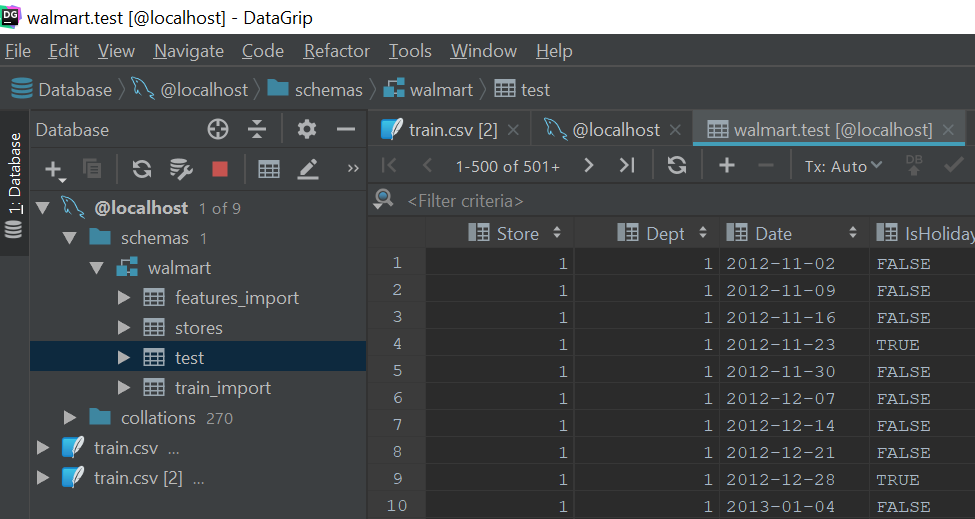 DG walmart.test [@localhost] - DataGrip
File Edit View Navigate Code Refactor Tools Window Help
Database @localhost schemas walmart test
1: Database
Database
train.csv [2] @localhost walmart.test [@localhost]
1-500 of 501+ Tx: Auto DB
<Filter criteria>
@localhost 1 of 9
schemas 1
walmart
features_import
stores
test
train_import
collations 270
train.csv ...
train.csv [2] ...
Store Dept Date IsHoliday
1 1 1 2012-11-02 FALSE
2 1 1 2012-11-09 FALSE
3 1 1 2012-11-16 FALSE
4 1 1 2012-11-23 TRUE
5 1 1 2012-11-30 FALSE
6 1 1 2012-12-07 FALSE
7 1 1 2012-12-14 FALSE
8 1 1 2012-12-21 FALSE
9 1 1 2012-12-28 TRUE
10 1 1 2013-01-04 FALSE